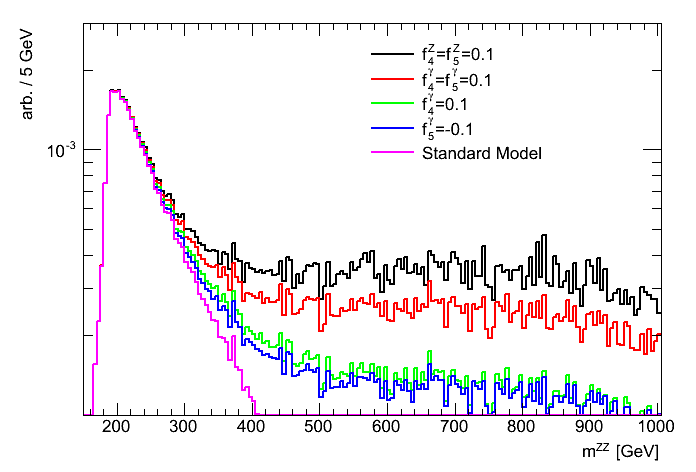 arb. / 5 GeV
10⁻³
f₄ᶻ=f₅ᶻ=0.1
f₄ᵞ=f₅ᵞ=0.1
f₄ᵞ=0.1
f₅ᵞ=-0.1
Standard Model
200 300 400 500 600 700 800 900 1000
mᶻᶻ [GeV]